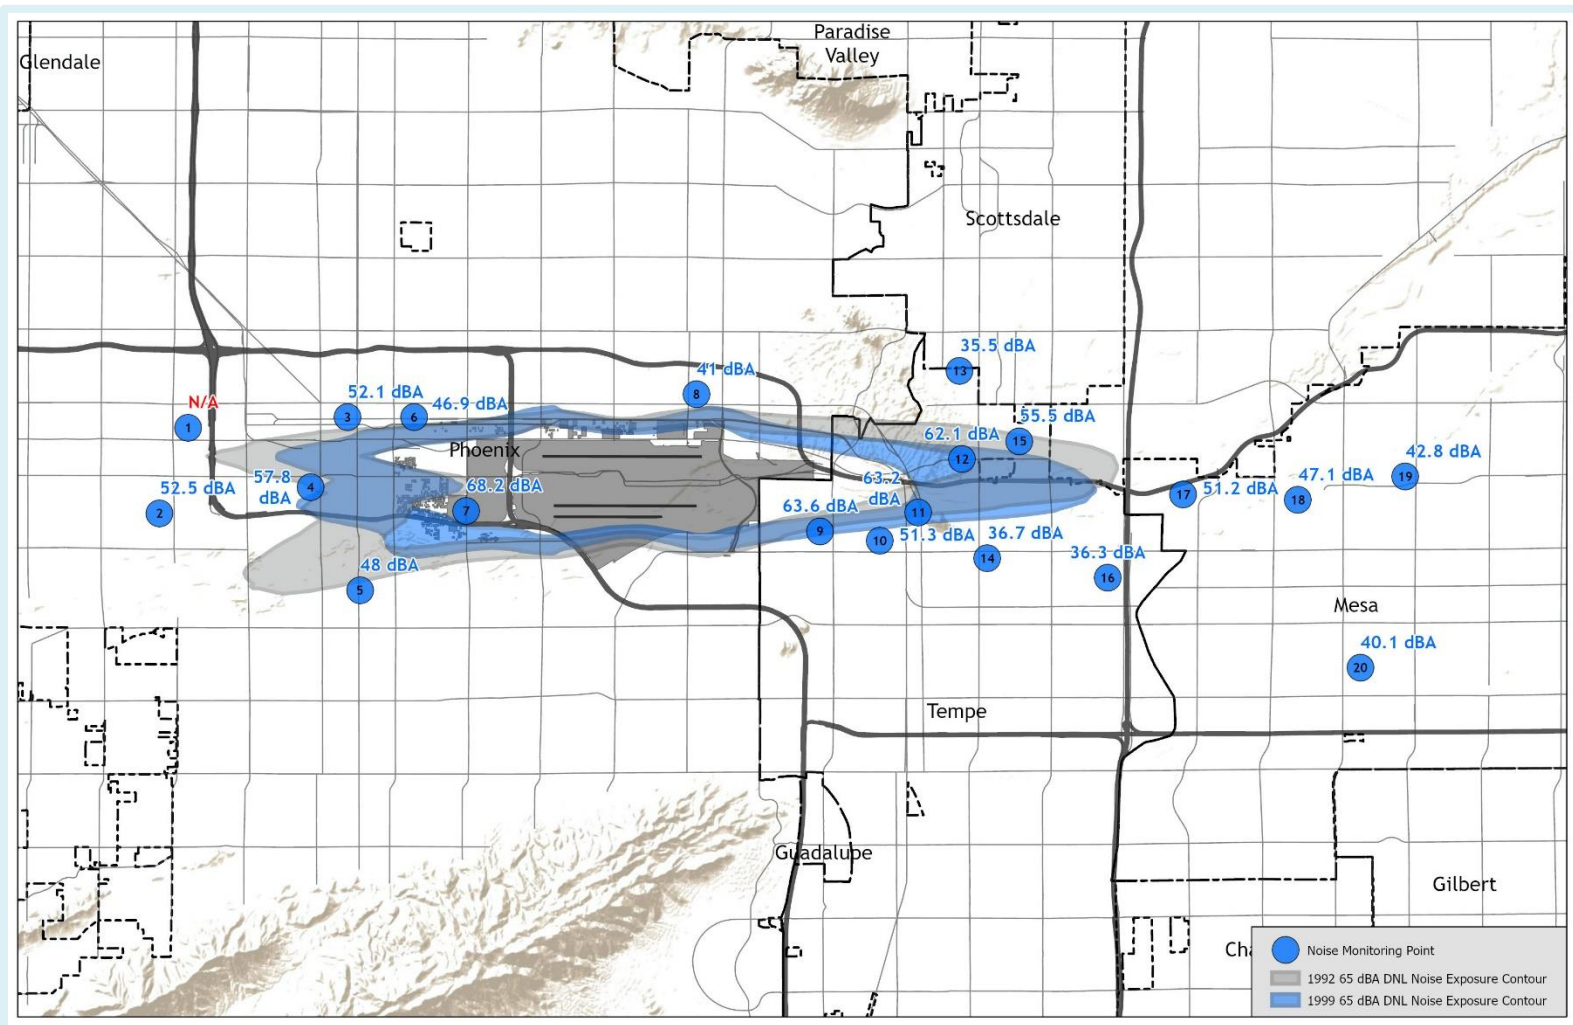 Paradise
Valley
Glendale
Scottsdale
35.5 dBA
13
41 dBA
8
52.1 dBA
3
46.9 dBA
6
N/A
1
55.5 dBA
15
62.1 dBA
12
Phoenix
57.8
dBA
4
52.5 dBA
2
68.2 dBA
7
63.2
dBA
11
63.6 dBA
9
51.3 dBA
10
36.7 dBA
14
36.3 dBA
16
51.2 dBA
17
47.1 dBA
18
42.8 dBA
19
48 dBA
5
Mesa
40.1 dBA
20
Tempe
Guadalupe
Gilbert
Cha
Noise Monitoring Point
1992 65 dBA DNL Noise Exposure Contour
1999 65 dBA DNL Noise Exposure Contour